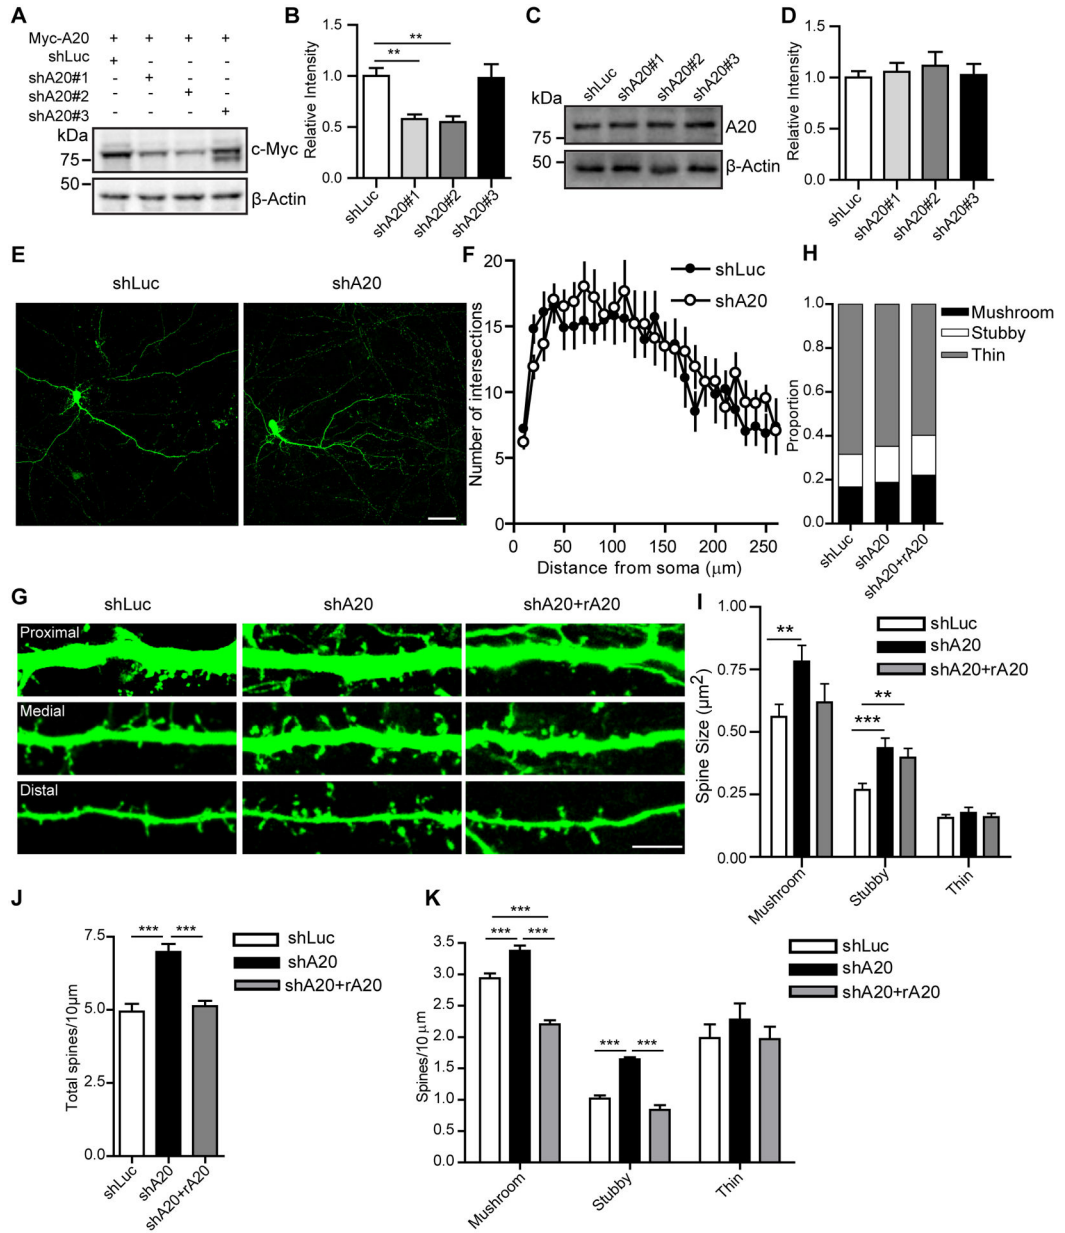 A
Myc-A20 + + + +
shLuc + - - -
shA20#1 - + - -
shA20#2 - - + -
shA20#3 - - - +
kDa
75
c-Myc
50
β-Actin
B
Relative Intensity
1.5
1.0
0.5
0.0
**
**
shLuc
shA20#1
shA20#2
shA20#3
C
shLuc
shA20#1
shA20#2
shA20#3
kDa
75
A20
50
β-Actin
D
Relative Intensity
1.5
1.0
0.5
0.0
shLuc
shA20#1
shA20#2
shA20#3
E
shLuc
shA20
F
Number of intersections
20
15
10
5
0
0 50 100 150 200 250
Distance from soma (μm)
shLuc
shA20
H
Proportion
1.0
0.8
0.6
0.4
0.2
0.0
Mushroom
Stubby
Thin
shLuc
shA20
shA20+rA20
G
shLuc
shA20
shA20+rA20
Proximal
Medial
Distal
I
Spine Size (μm2)
1.00
0.75
0.50
0.25
0.00
**
***
**
shLuc
shA20
shA20+rA20
Mushroom
Stubby
Thin
J
Total spines/10μm
7.5
5.0
2.5
0.0
*** ***
shLuc
shA20
shA20+rA20
shLuc
shA20
shA20+rA20
K
Spines/10 μm
3.5
3.0
2.5
2.0
1.5
1.0
0.5
0.0
***
*** ***
*** ***
shLuc
shA20
shA20+rA20
Mushroom
Stubby
Thin